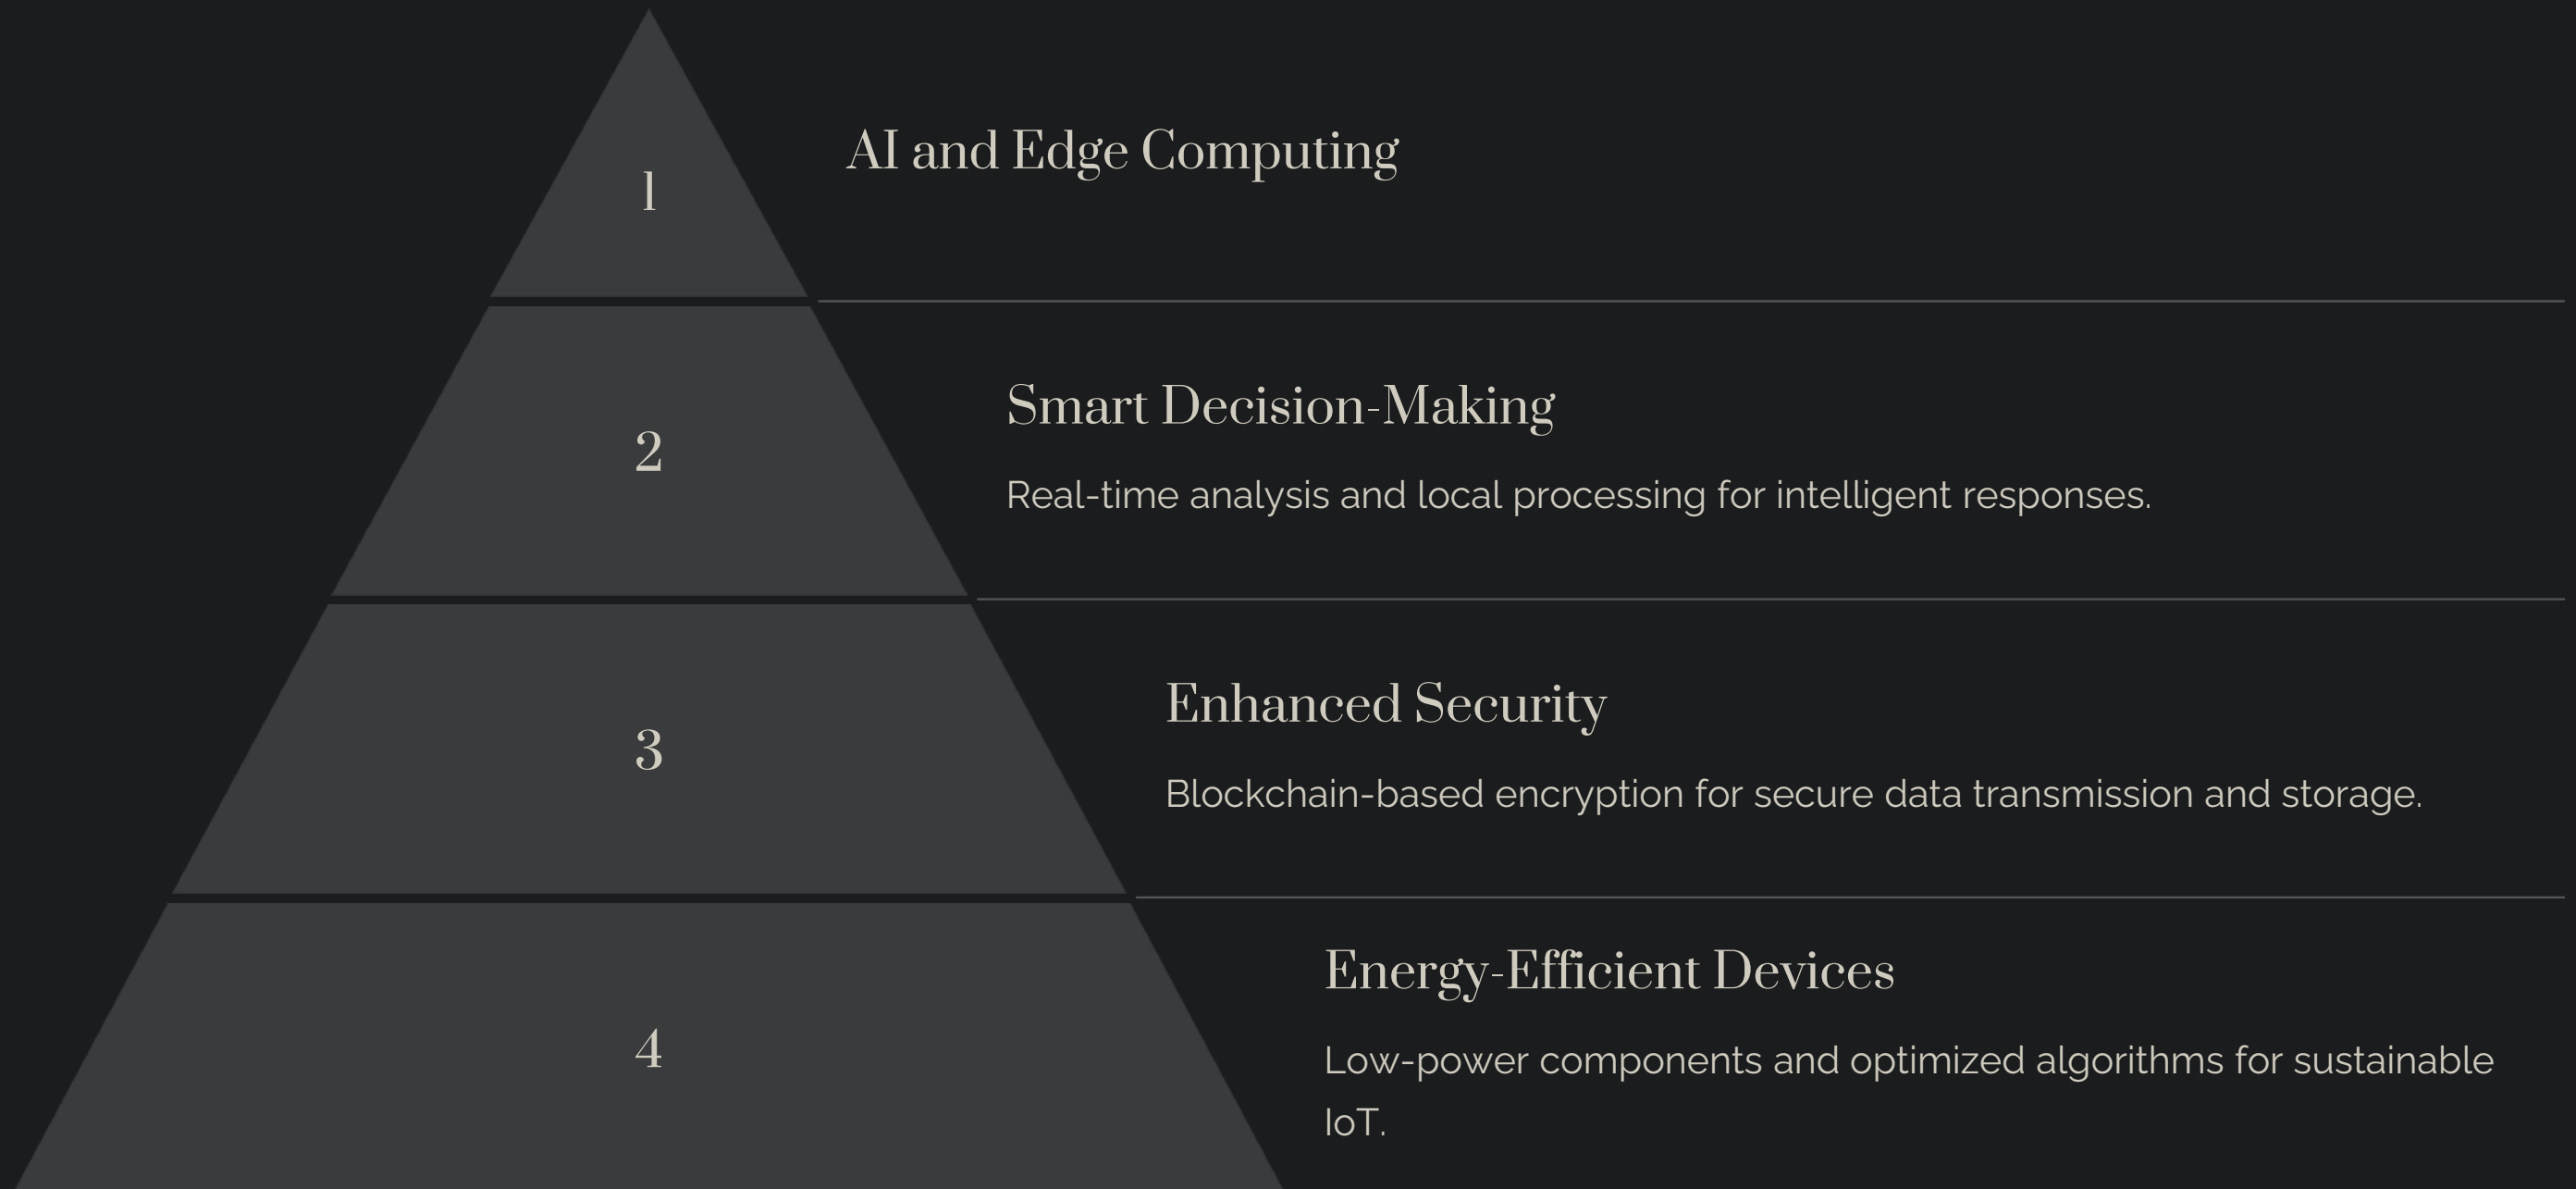 1
AI and Edge Computing
2
Smart Decision-Making
Real-time analysis and local processing for intelligent responses.
3
Enhanced Security
Blockchain-based encryption for secure data transmission and storage.
4
Energy-Efficient Devices
Low-power components and optimized algorithms for sustainable
IoT.